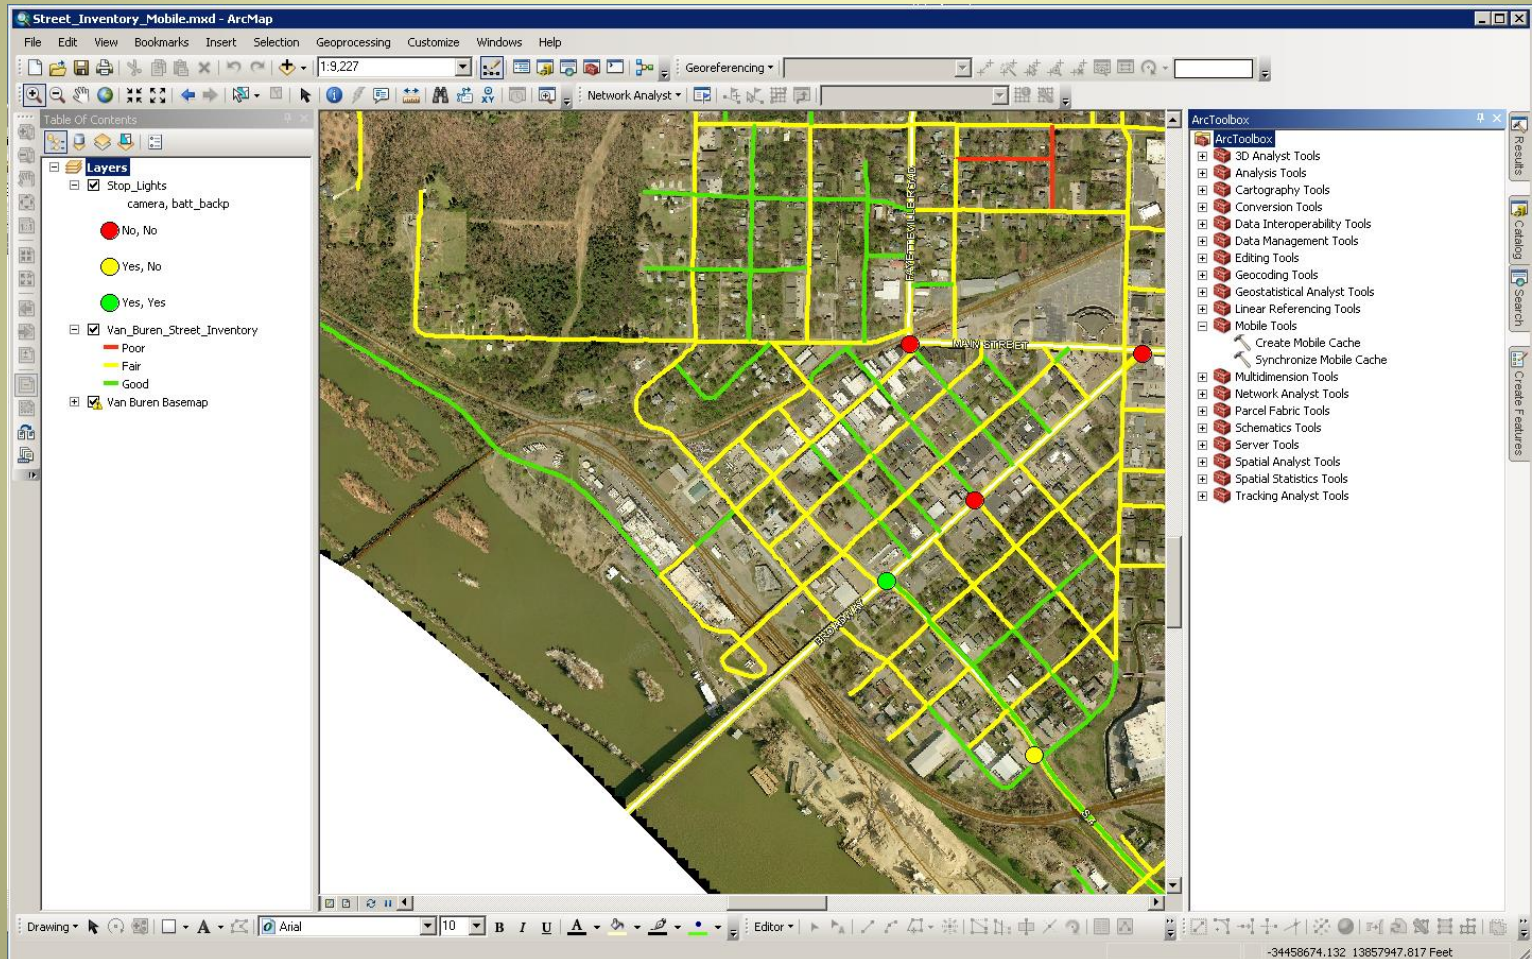 Street_Inventory_Mobile.mxd - ArcMap
File Edit View Bookmarks Insert Selection Geoprocessing Customize Windows Help
1:9,227
Georeferencing
Network Analyst
Table Of Contents
Layers
Stop_Lights
camera, batt_backp
No, No
Yes, No
Yes, Yes
Van_Buren_Street_Inventory
Poor
Fair
Good
Van Buren Basemap
FAYETTEVILLE ROAD
MAIN STREET
BROADWAY
ArcToolbox
ArcToolbox
3D Analyst Tools
Analysis Tools
Cartography Tools
Conversion Tools
Data Interoperability Tools
Data Management Tools
Editing Tools
Geocoding Tools
Geostatistical Analyst Tools
Linear Referencing Tools
Mobile Tools
Create Mobile Cache
Synchronize Mobile Cache
Multidimension Tools
Network Analyst Tools
Parcel Fabric Tools
Schematics Tools
Server Tools
Spatial Analyst Tools
Spatial Statistics Tools
Tracking Analyst Tools
Results
Catalog
Search
Create Features
Drawing
Arial
10
B I U A
Editor
-34458674.132 13857947.817 Feet